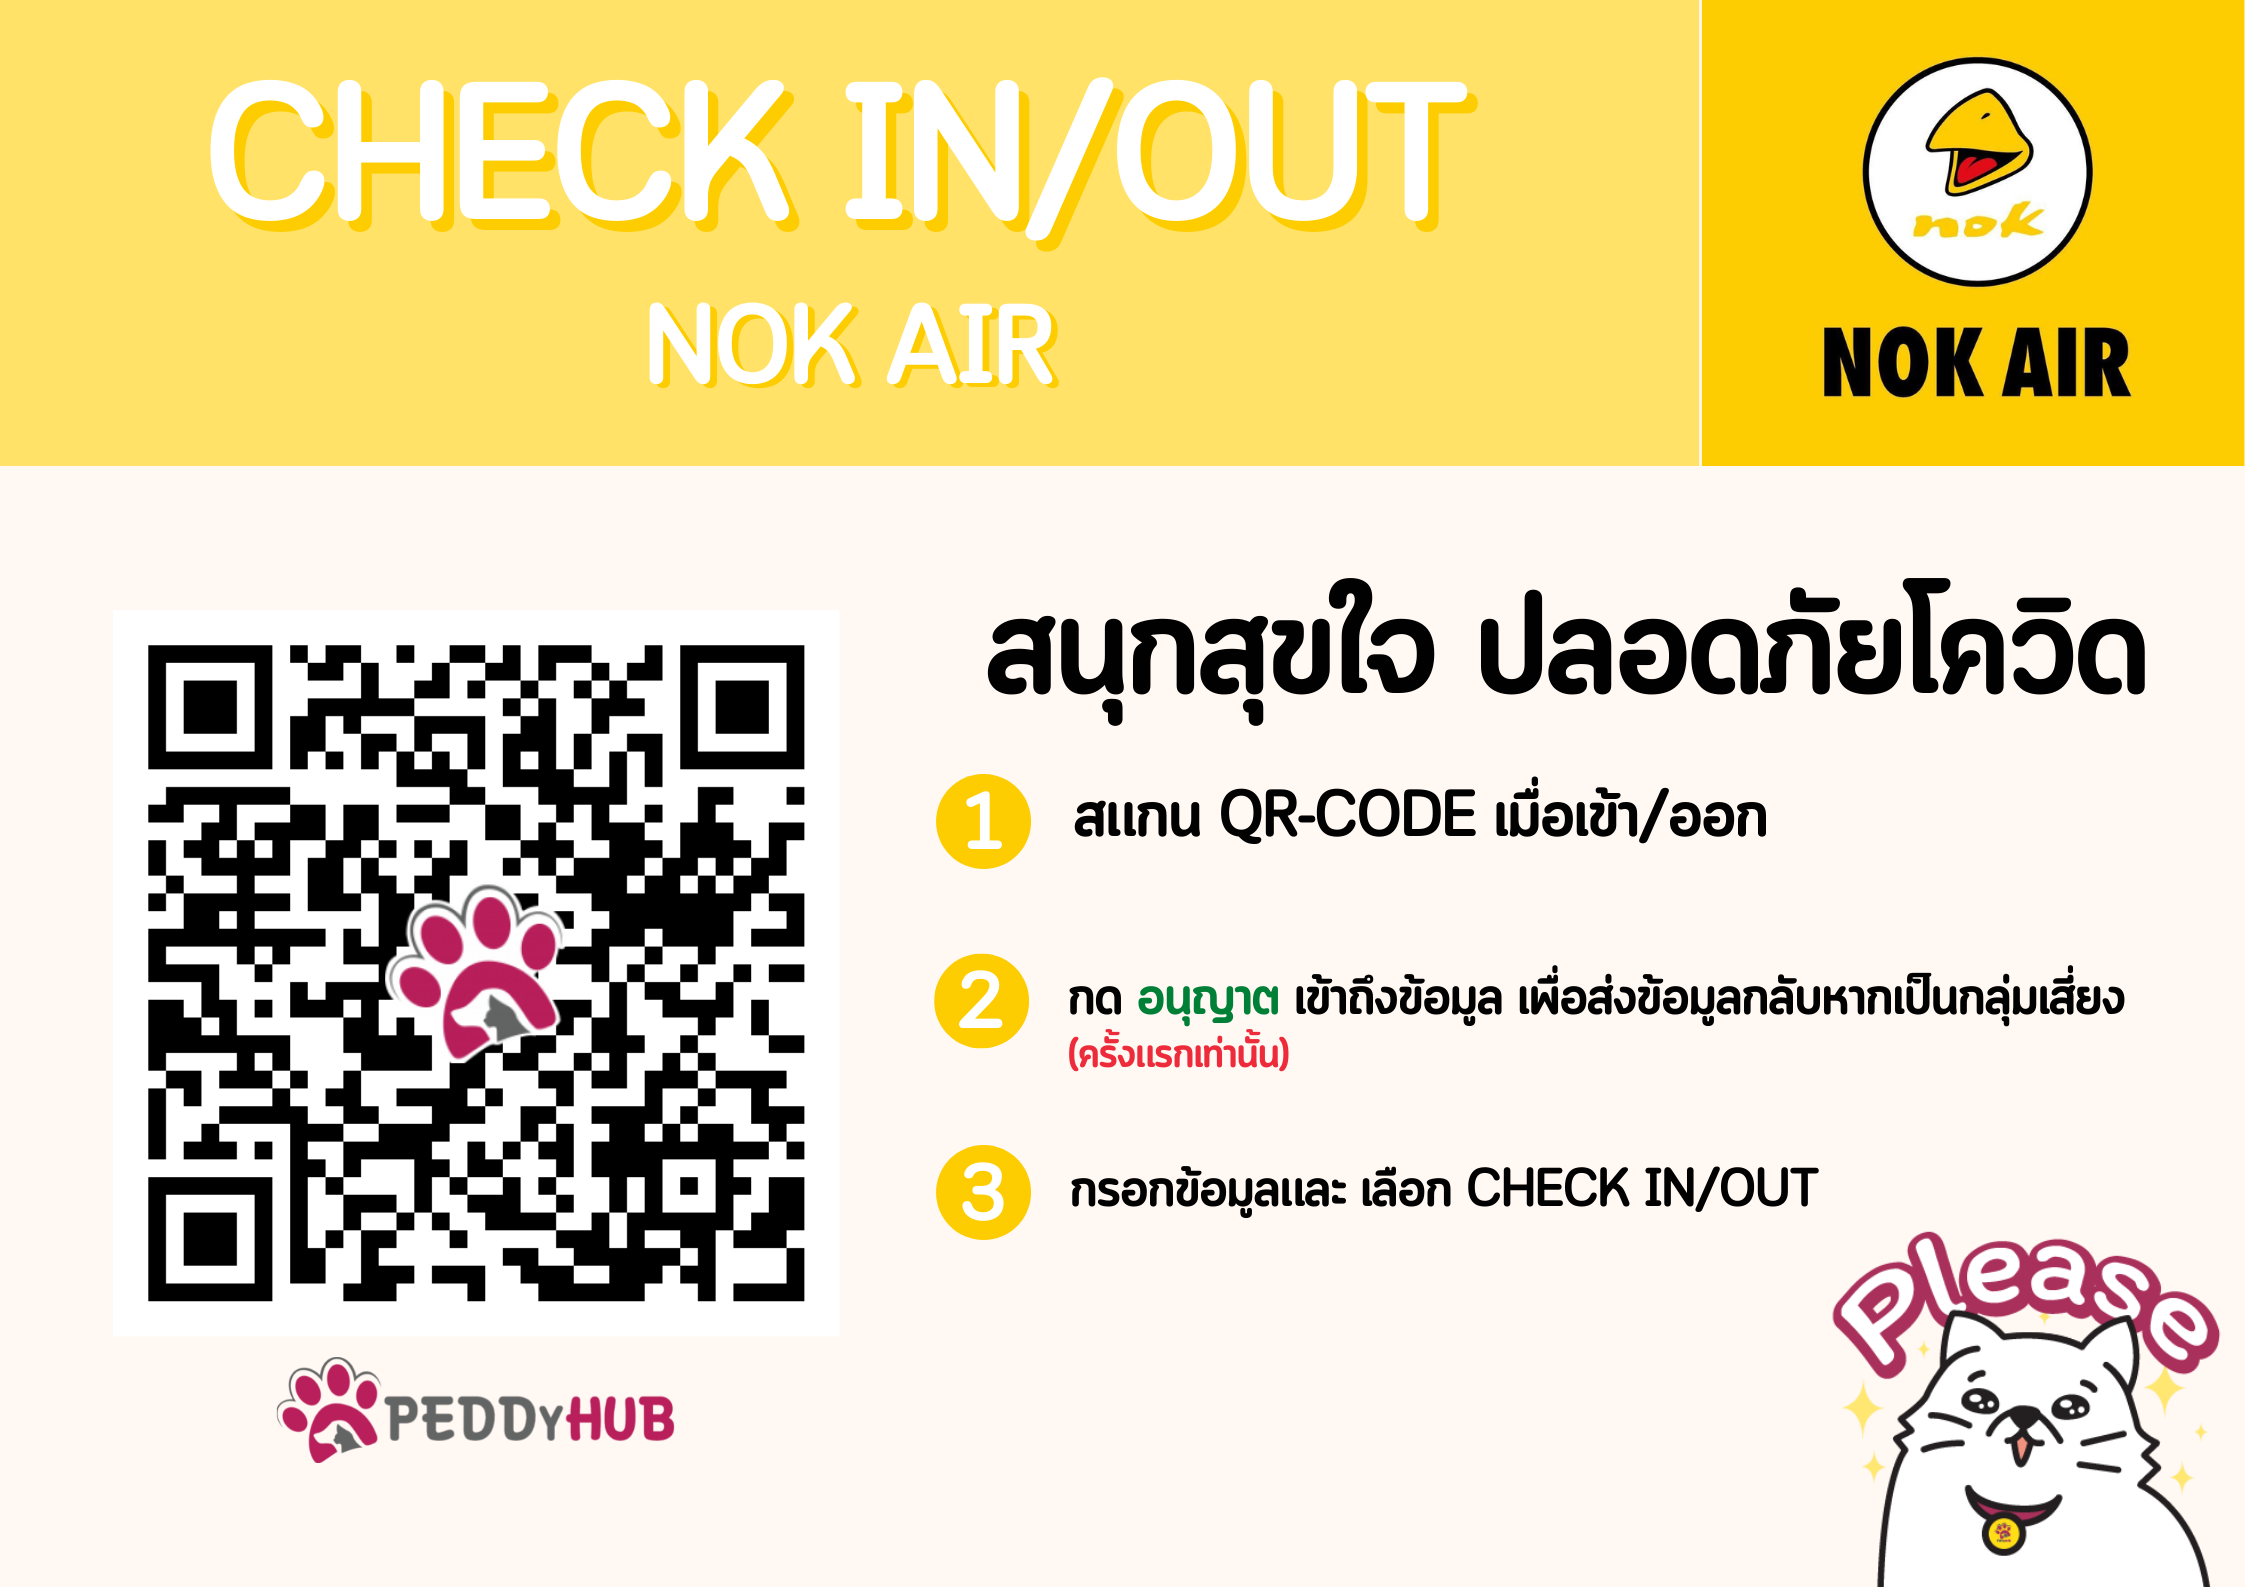 CHECK IN/OUT
NOK AIR
nok
NOK AIR
สนุกสุขใจ ปลอดภัยโควิด
1 สแกน QR-CODE เมื่อเข้า/ออก
2 กด อนุญาต เข้าถึงข้อมูล เพื่อส่งข้อมูลกลับหากเป็นกลุ่มเสี่ยง
(ครั้งแรกเท่านั้น)
3 กรอกข้อมูลและ เลือก CHECK IN/OUT
PEDDyHUB
Please